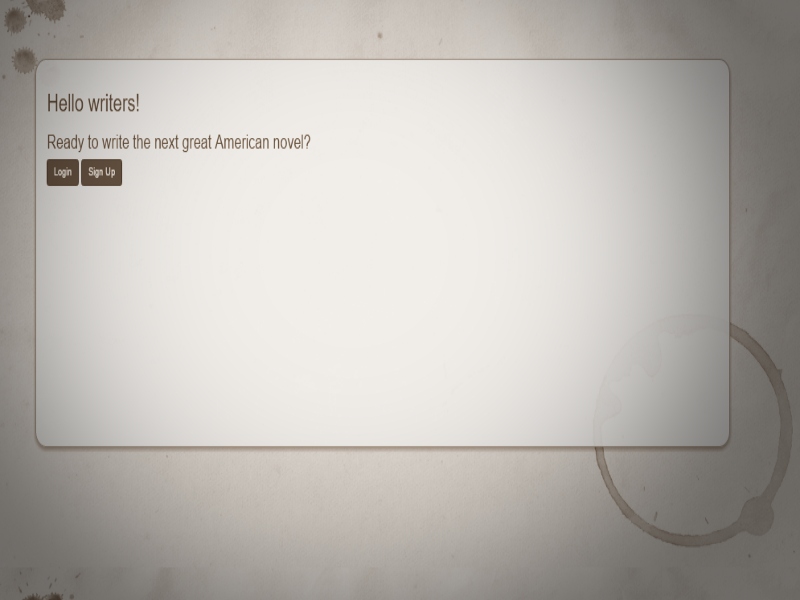 Hello writers!
Ready to write the next great American novel?
Login Sign Up